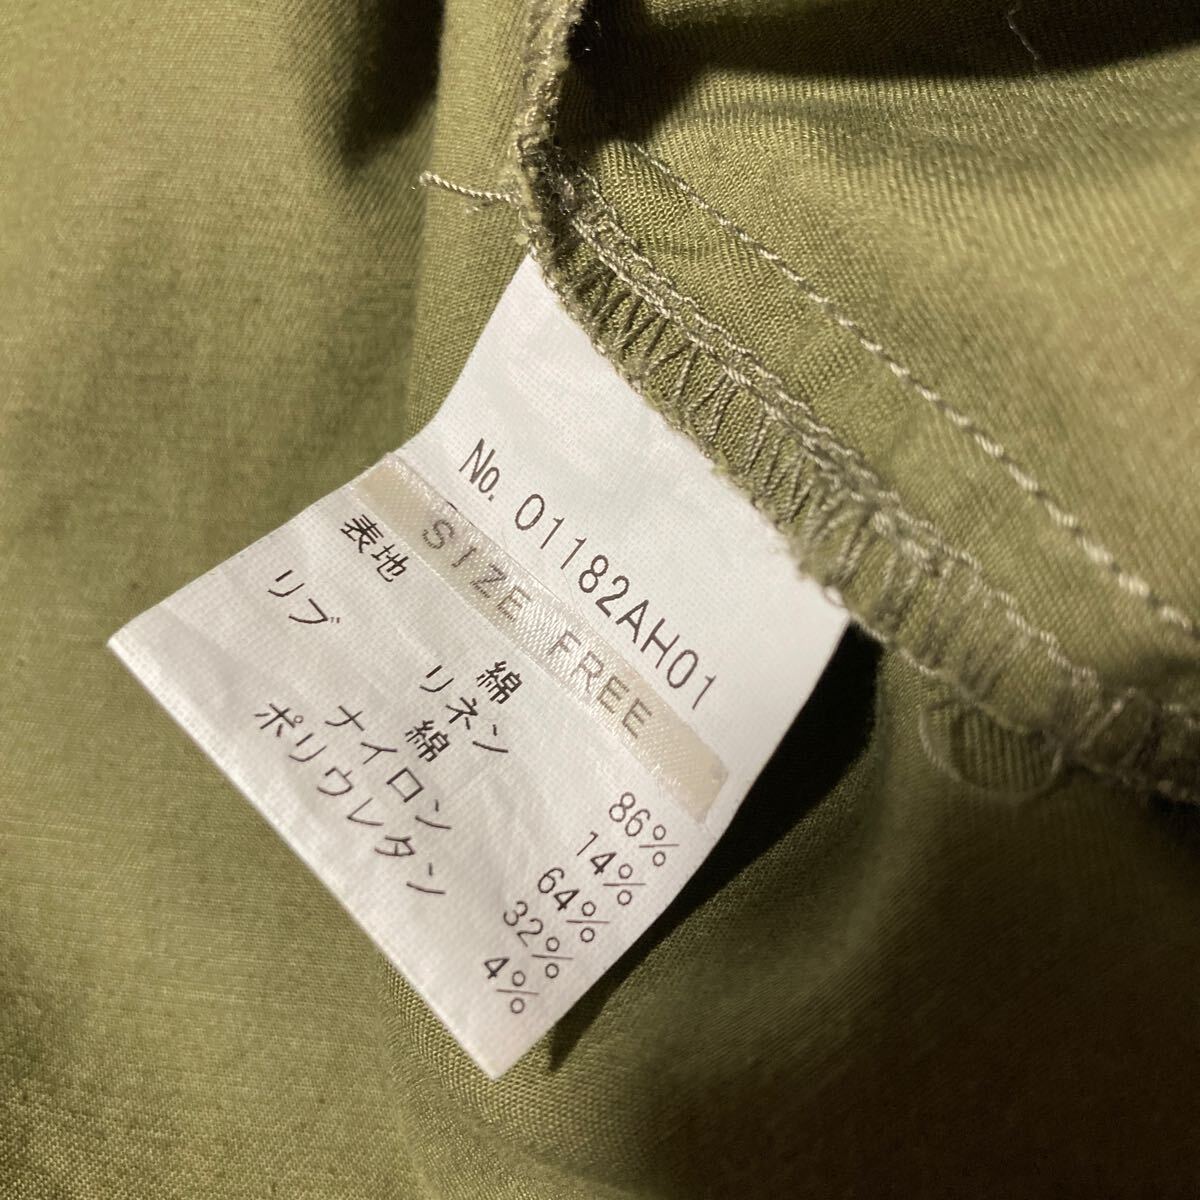 №. 01182AH01
SIZE FREE
表地 綿 86%
リネン 14%
リブ 綿 64%
ナイロン 32%
ポリウレタン 4%